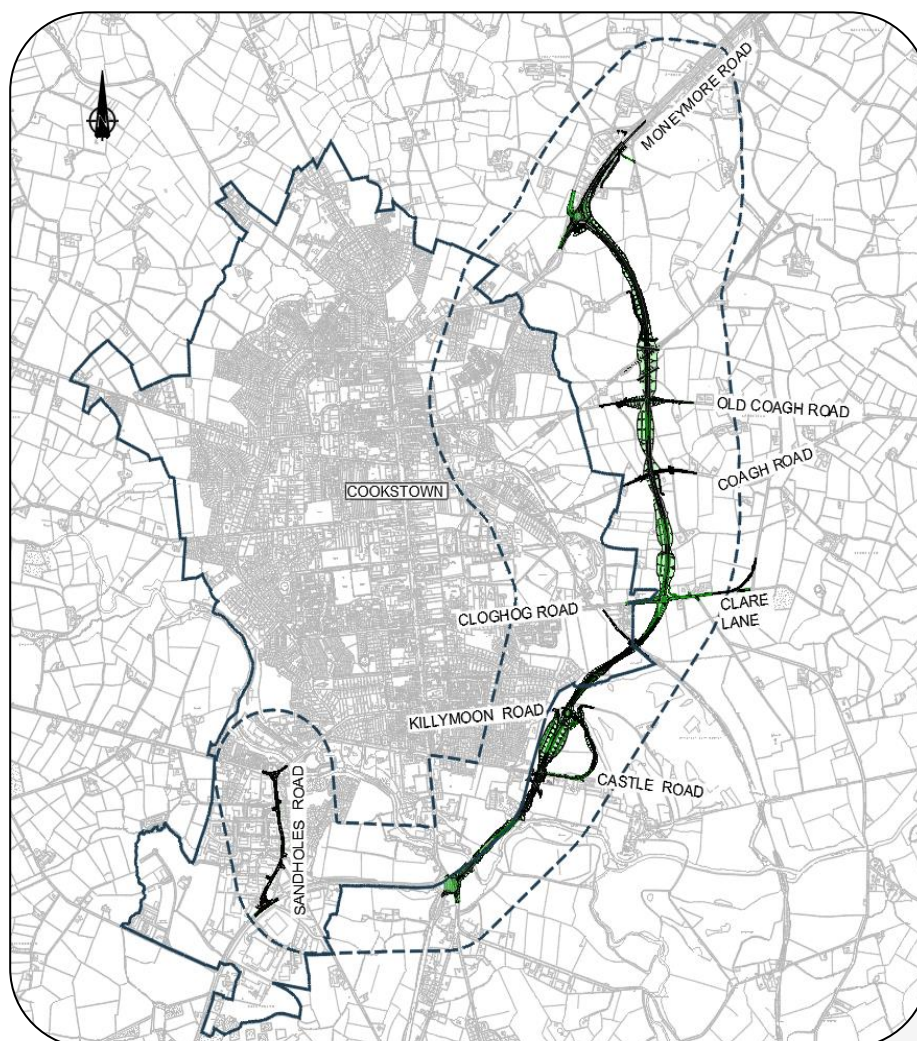 N
MONEYMORE ROAD
OLD COAGH ROAD
COAGH ROAD
COOKSTOWN
CLOGHOG ROAD
CLARE
LANE
KILLYMOON ROAD
CASTLE ROAD
SANDHOLES ROAD